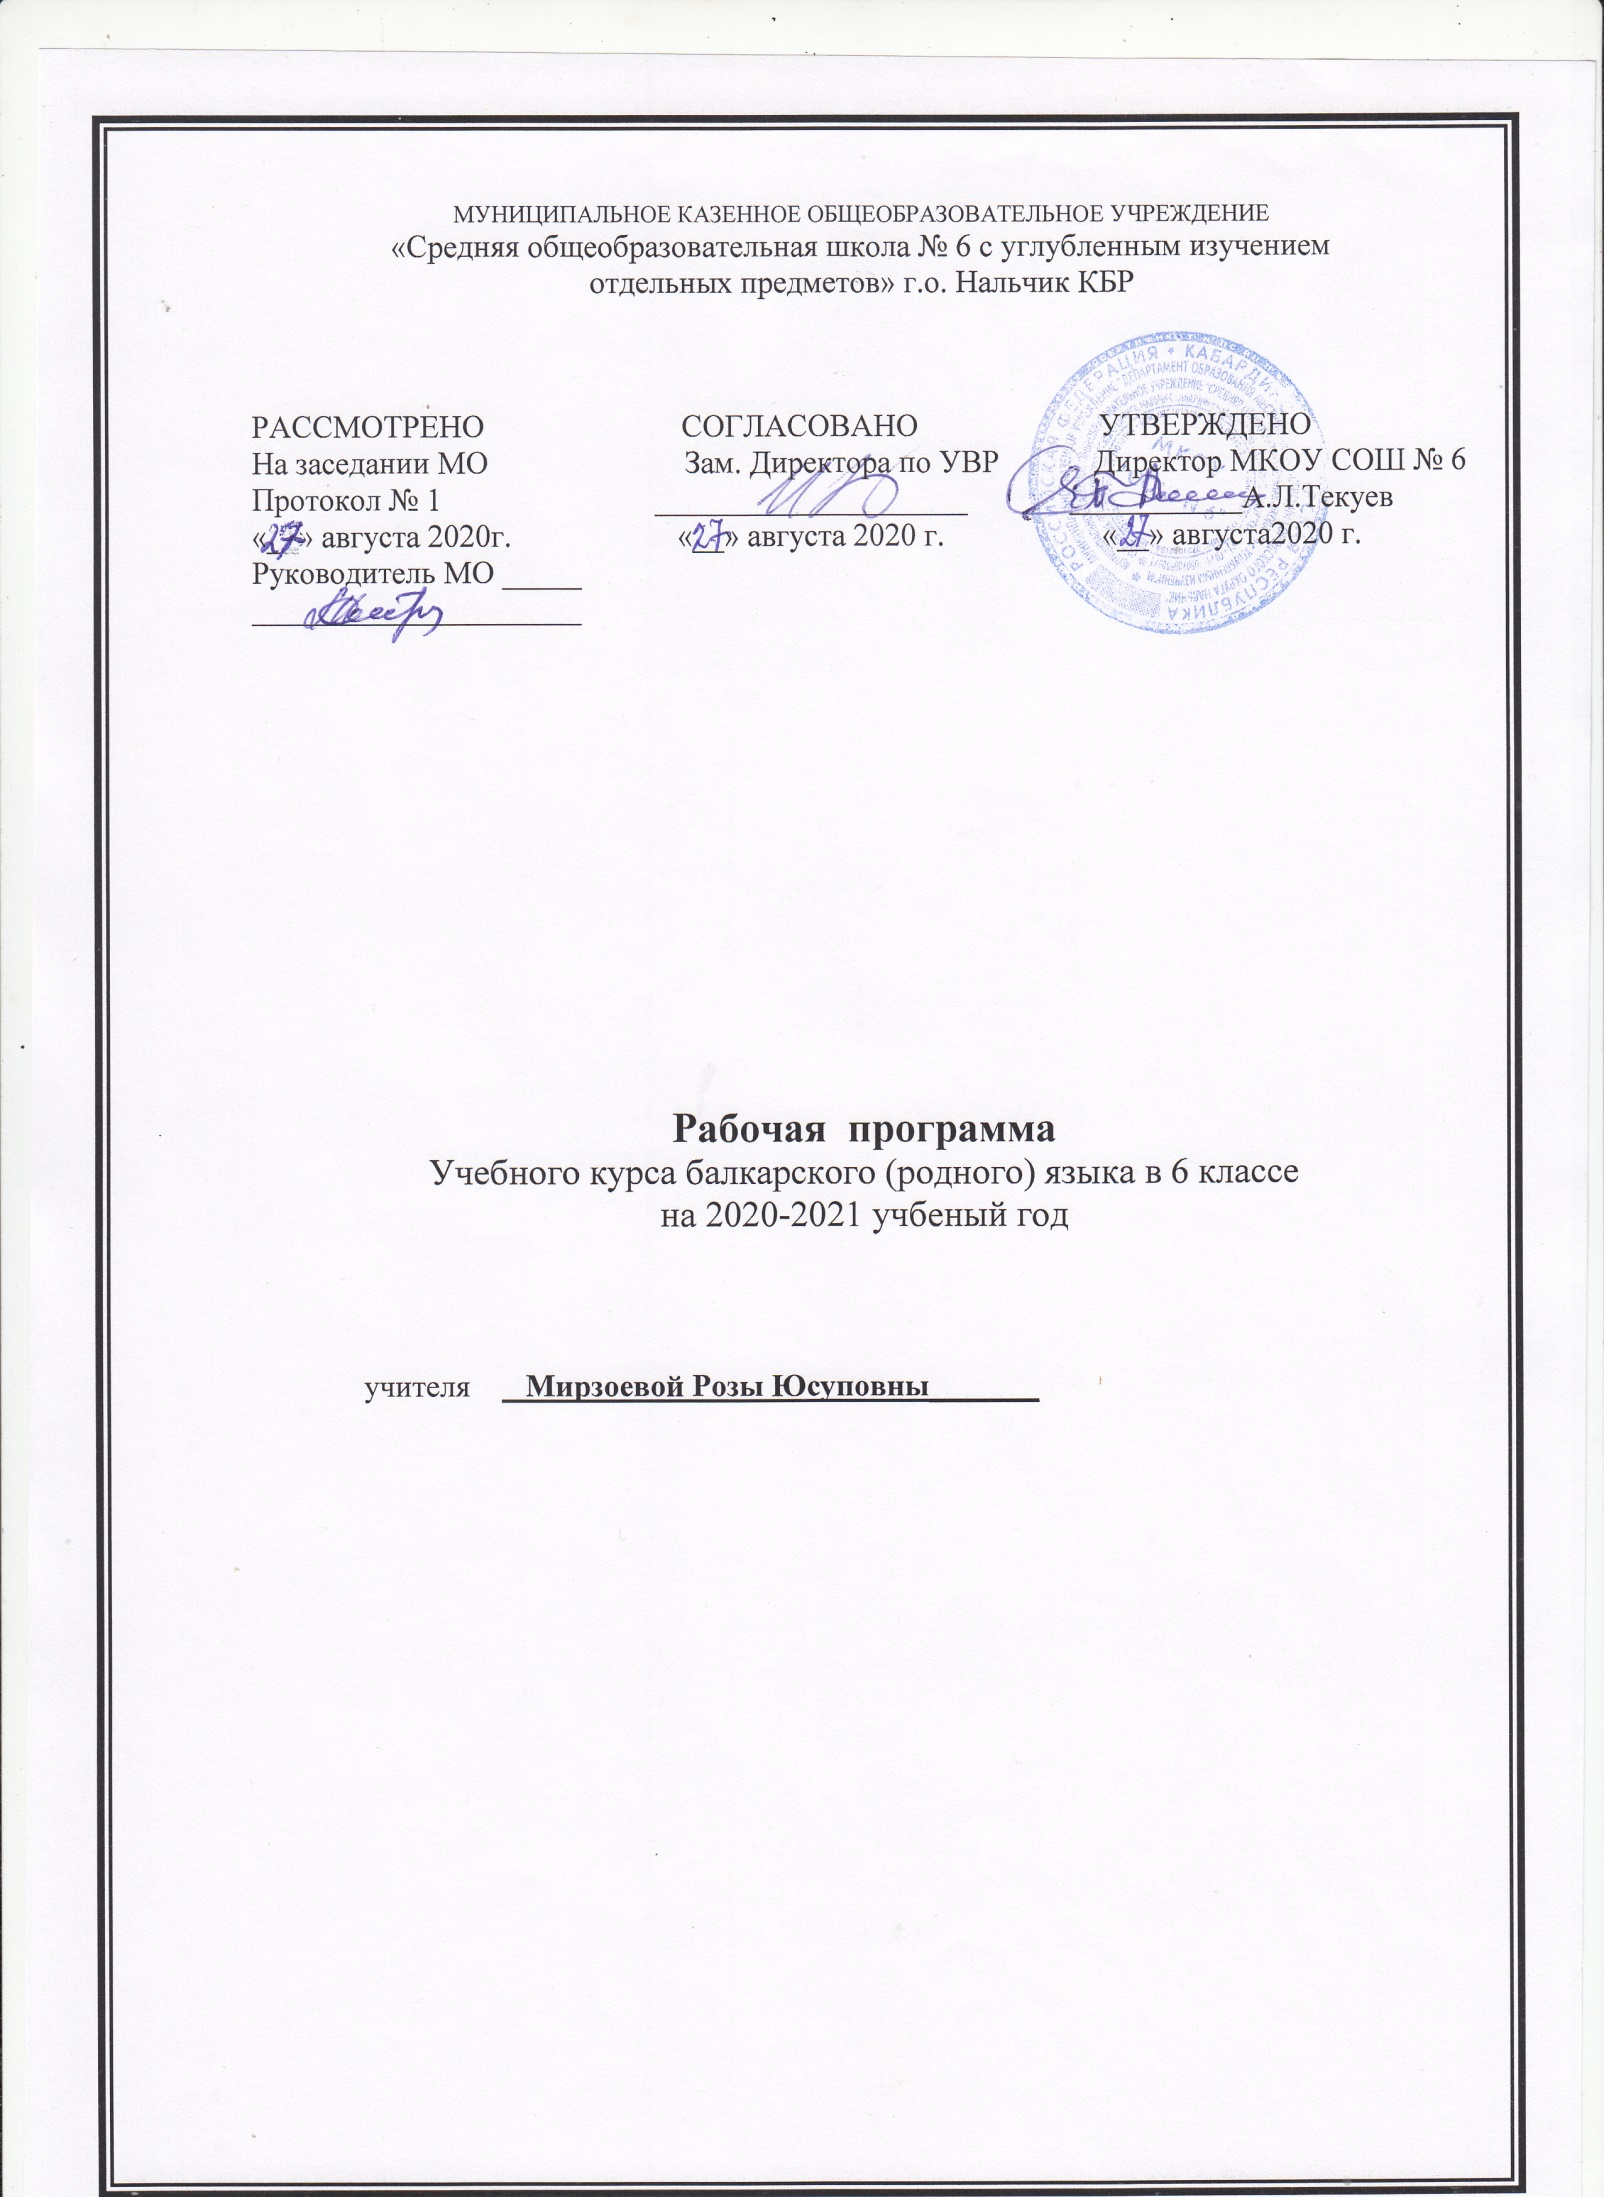 МУНИЦИПАЛЬНОЕ КАЗЕННОЕ ОБЩЕОБРАЗОВАТЕЛЬНОЕ УЧРЕЖДЕНИЕ
«Средняя общеобразовательная школа № 6 с углубленным изучением
отдельных предметов» г.о. Нальчик КБР
РАССМОТРЕНО
На заседании МО
Протокол № 1
«27» августа 2020г.
Руководитель МО ______
СОГЛАСОВАНО
Зам. Директора по УВР
«27» августа 2020 г.
УТВЕРЖДЕНО
Директор МКОУ СОШ № 6
А.Л.Текуев
«27» августа2020 г.
Рабочая программа
Учебного курса балкарского (родного) языка в 6 классе
на 2020-2021 учбеный год
учителя Мирзоевой Розы Юсуповны